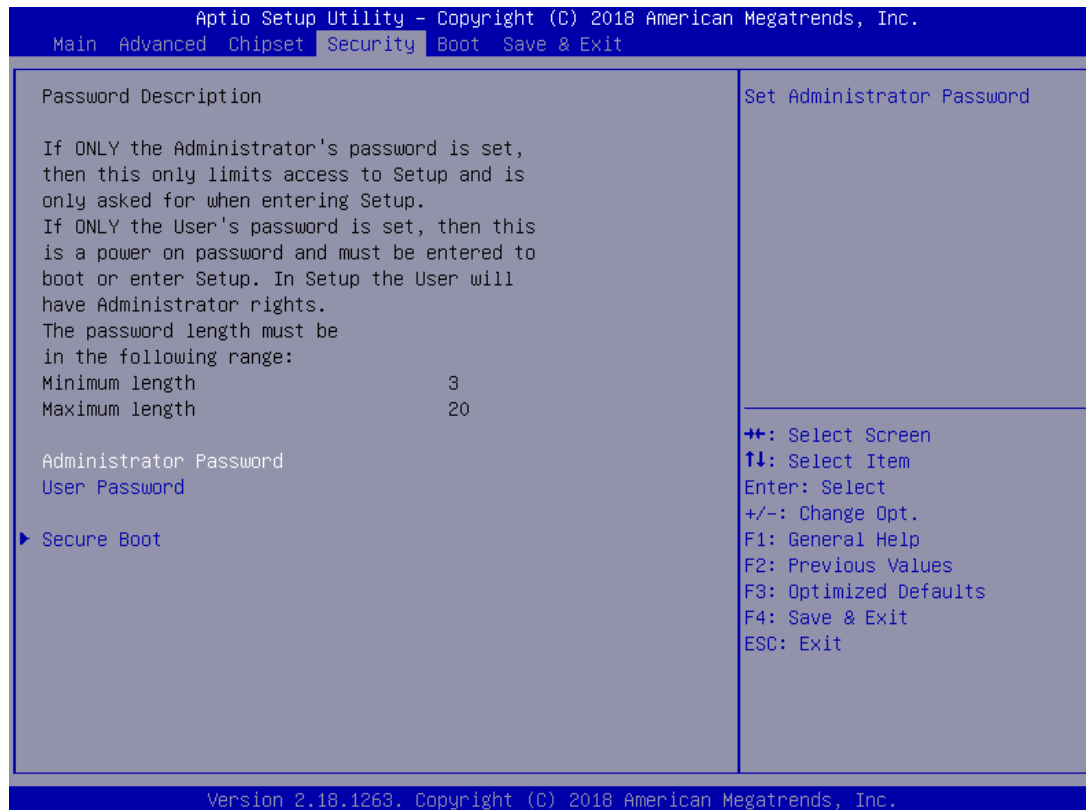 Aptio Setup Utility – Copyright (C) 2018 American Megatrends, Inc.
Main Advanced Chipset Security Boot Save & Exit
Password Description
If ONLY the Administrator's password is set,
then this only limits access to Setup and is
only asked for when entering Setup.
If ONLY the User's password is set, then this
is a power on password and must be entered to
boot or enter Setup. In Setup the User will
have Administrator rights.
The password length must be
in the following range:
Minimum length 3
Maximum length 20
Administrator Password
User Password
Secure Boot
Set Administrator Password
→←: Select Screen
↑↓: Select Item
Enter: Select
+/-: Change Opt.
F1: General Help
F2: Previous Values
F3: Optimized Defaults
F4: Save & Exit
ESC: Exit
Version 2.18.1263. Copyright (C) 2018 American Megatrends, Inc.